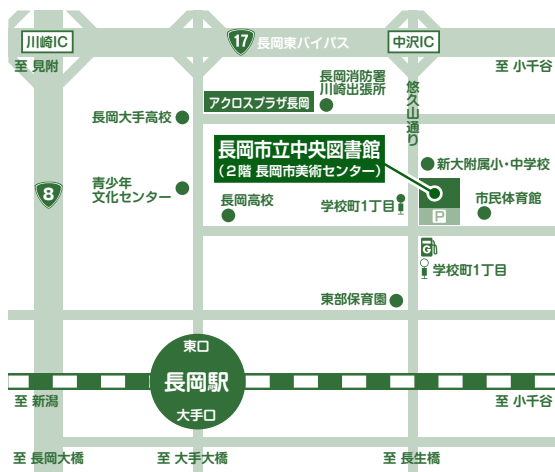 川崎IC
17
長岡東バイパス
中沢IC
至 見附
至 小千谷
長岡消防署
川崎出張所
悠久山通り
アクロスプラザ長岡
長岡大手高校
長岡市立中央図書館
(2階 長岡市美術センター)
新大附属小・中学校
8
青少年
文化センター
長岡高校
学校町1丁目
市民体育館
P
G
学校町1丁目
東部保育園
東口
長岡駅
大手口
至 新潟
至 小千谷
至 長岡大橋
至 大手大橋
至 長生橋